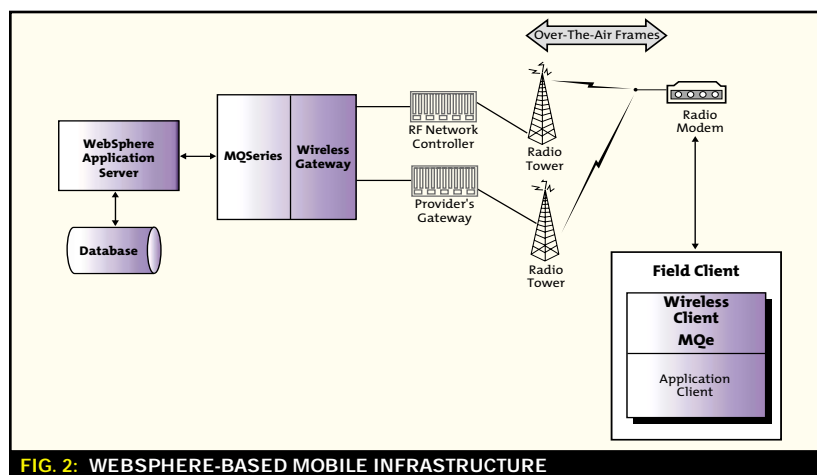 Over-The-Air Frames
WebSphere
Application
Server
Database
MQSeries
Wireless
Gateway
RF Network
Controller
Provider's
Gateway
Radio
Tower
Radio
Tower
Radio
Modem
Field Client
Wireless
Client
MQe
Application
Client
FIG. 2: WEBSPHERE-BASED MOBILE INFRASTRUCTURE